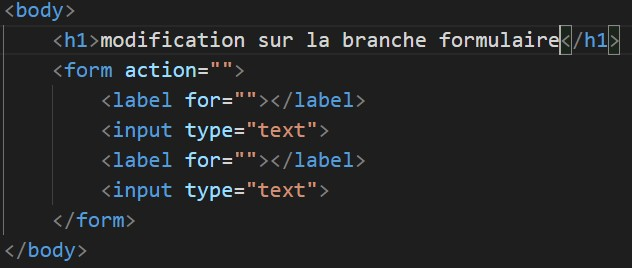 <body>
<h1>modification sur la branche formulaire</h1>
<form action="">
<label for=""></label>
<input type="text">
<label for=""></label>
<input type="text">
</form>
</body>